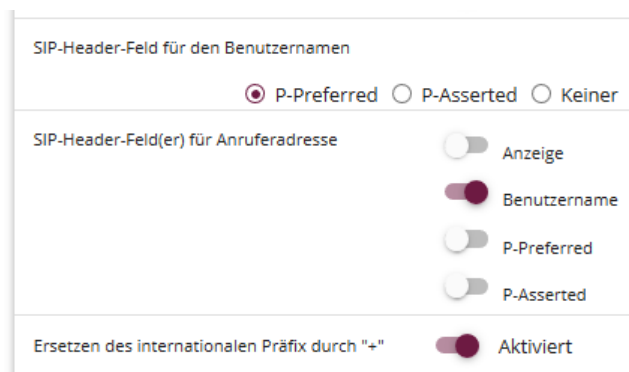 SIP-Header-Feld für den Benutzernamen
P-Preferred P-Asserted Keiner
SIP-Header-Feld(er) für Anruferadresse
Anzeige
Benutzername
P-Preferred
P-Asserted
Ersetzen des internationalen Präfix durch "+" Aktiviert